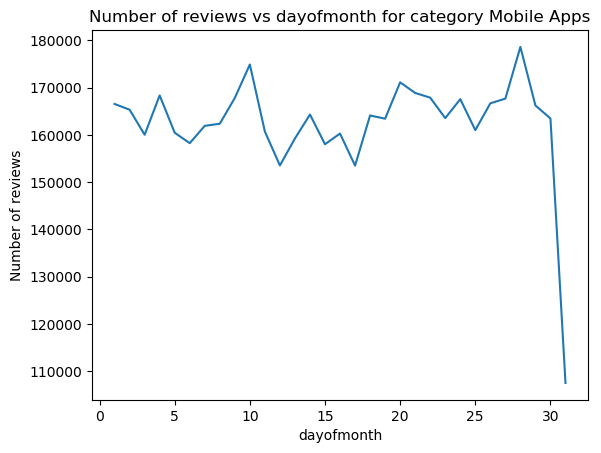 Number of reviews vs dayofmonth for category Mobile Apps
180000
170000
160000
150000
140000
130000
120000
110000
Number of reviews
0 5 10 15 20 25 30
dayofmonth